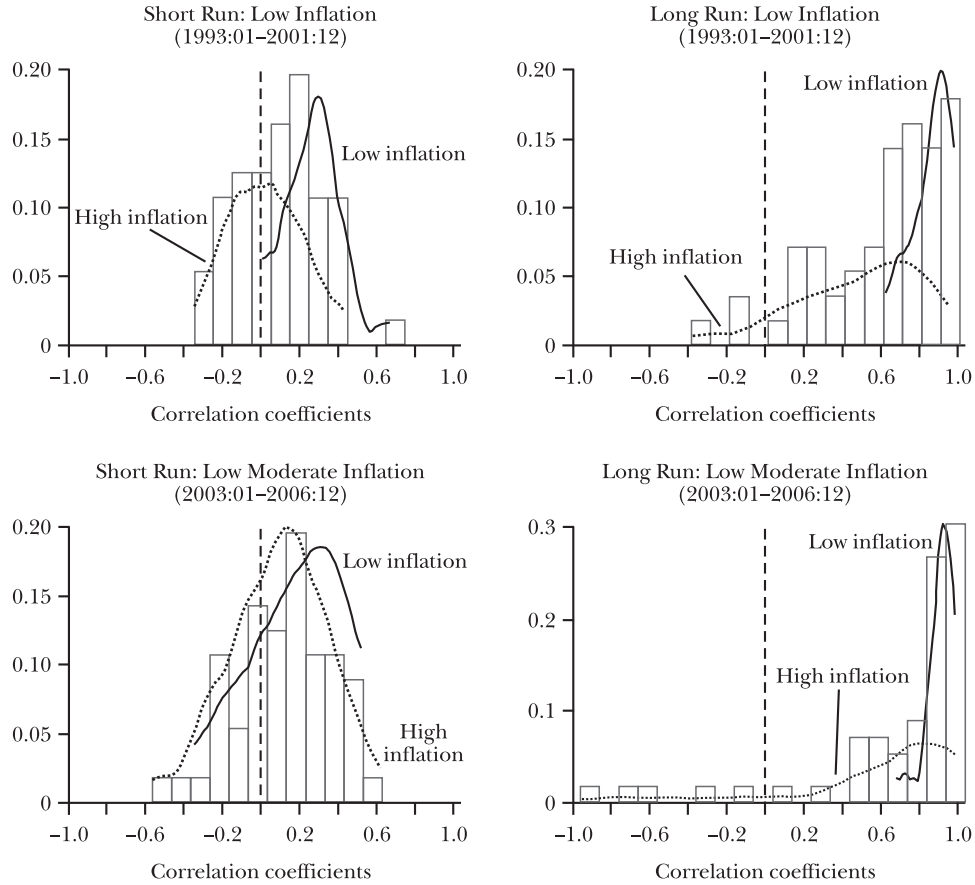 Short Run: Low Inflation
(1993:01–2001:12)
0.20
0.15
0.10
0.05
0
Low inflation
High inflation
−1.0 −0.6 −0.2 0.2 0.6 1.0
Correlation coefficients
Long Run: Low Inflation
(1993:01–2001:12)
0.20
0.15
0.10
0.05
0
Low inflation
High inflation
−1.0 −0.6 −0.2 0.2 0.6 1.0
Correlation coefficients
Short Run: Low Moderate Inflation
(2003:01–2006:12)
0.20
0.15
0.10
0.05
0
Low inflation
High
inflation
−1.0 −0.6 −0.2 0.2 0.6 1.0
Correlation coefficients
Long Run: Low Moderate Inflation
(2003:01–2006:12)
0.3
0.2
0.1
0
Low inflation
High inflation
−1.0 −0.6 −0.2 0.2 0.6 1.0
Correlation coefficients